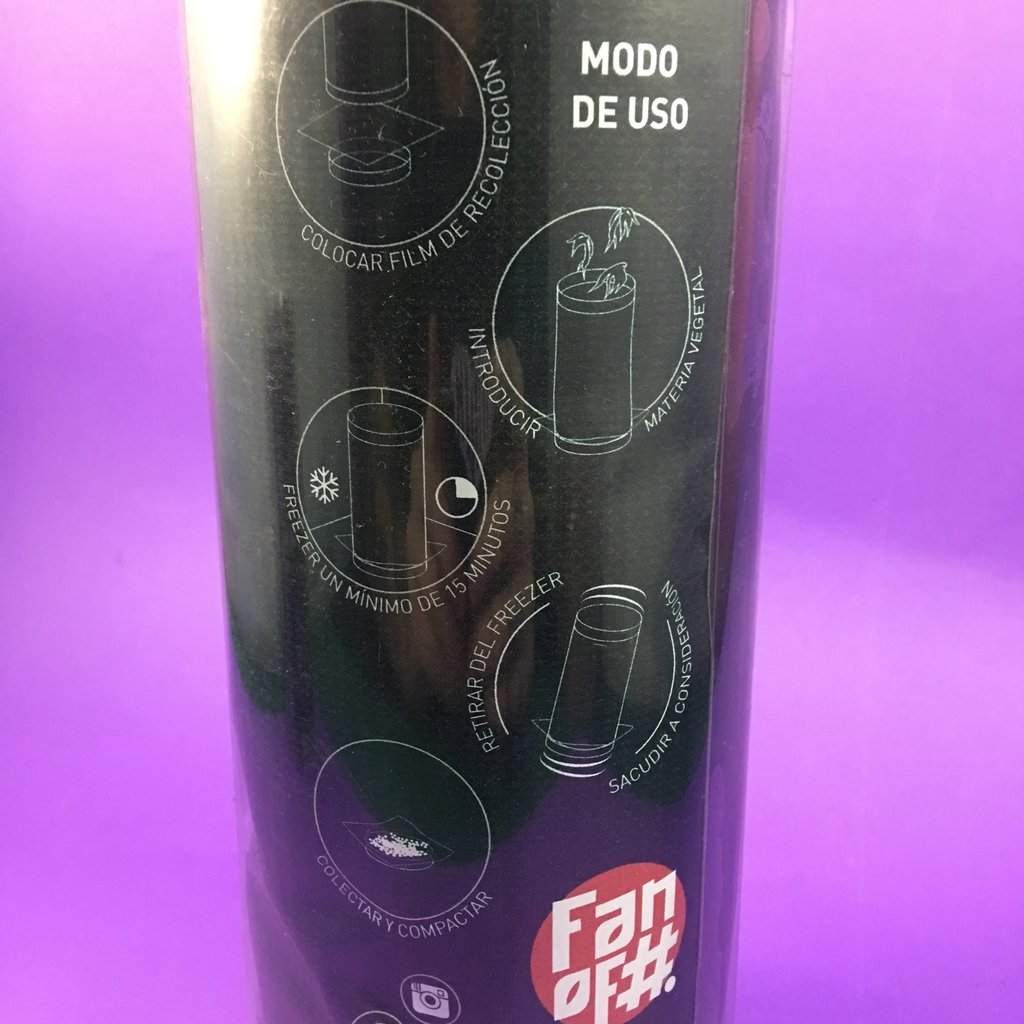 MODO
DE USO
COLOCAR FILM DE RECOLECCIÓN
INTRODUCIR MATERIA VEGETAL
FREEZER UN MÍNIMO DE 15 MINUTOS
RETIRAR DEL FREEZER
SACUDIR A CONSIDERACIÓN
COLECTAR Y COMPACTAR
Fan
oF#.